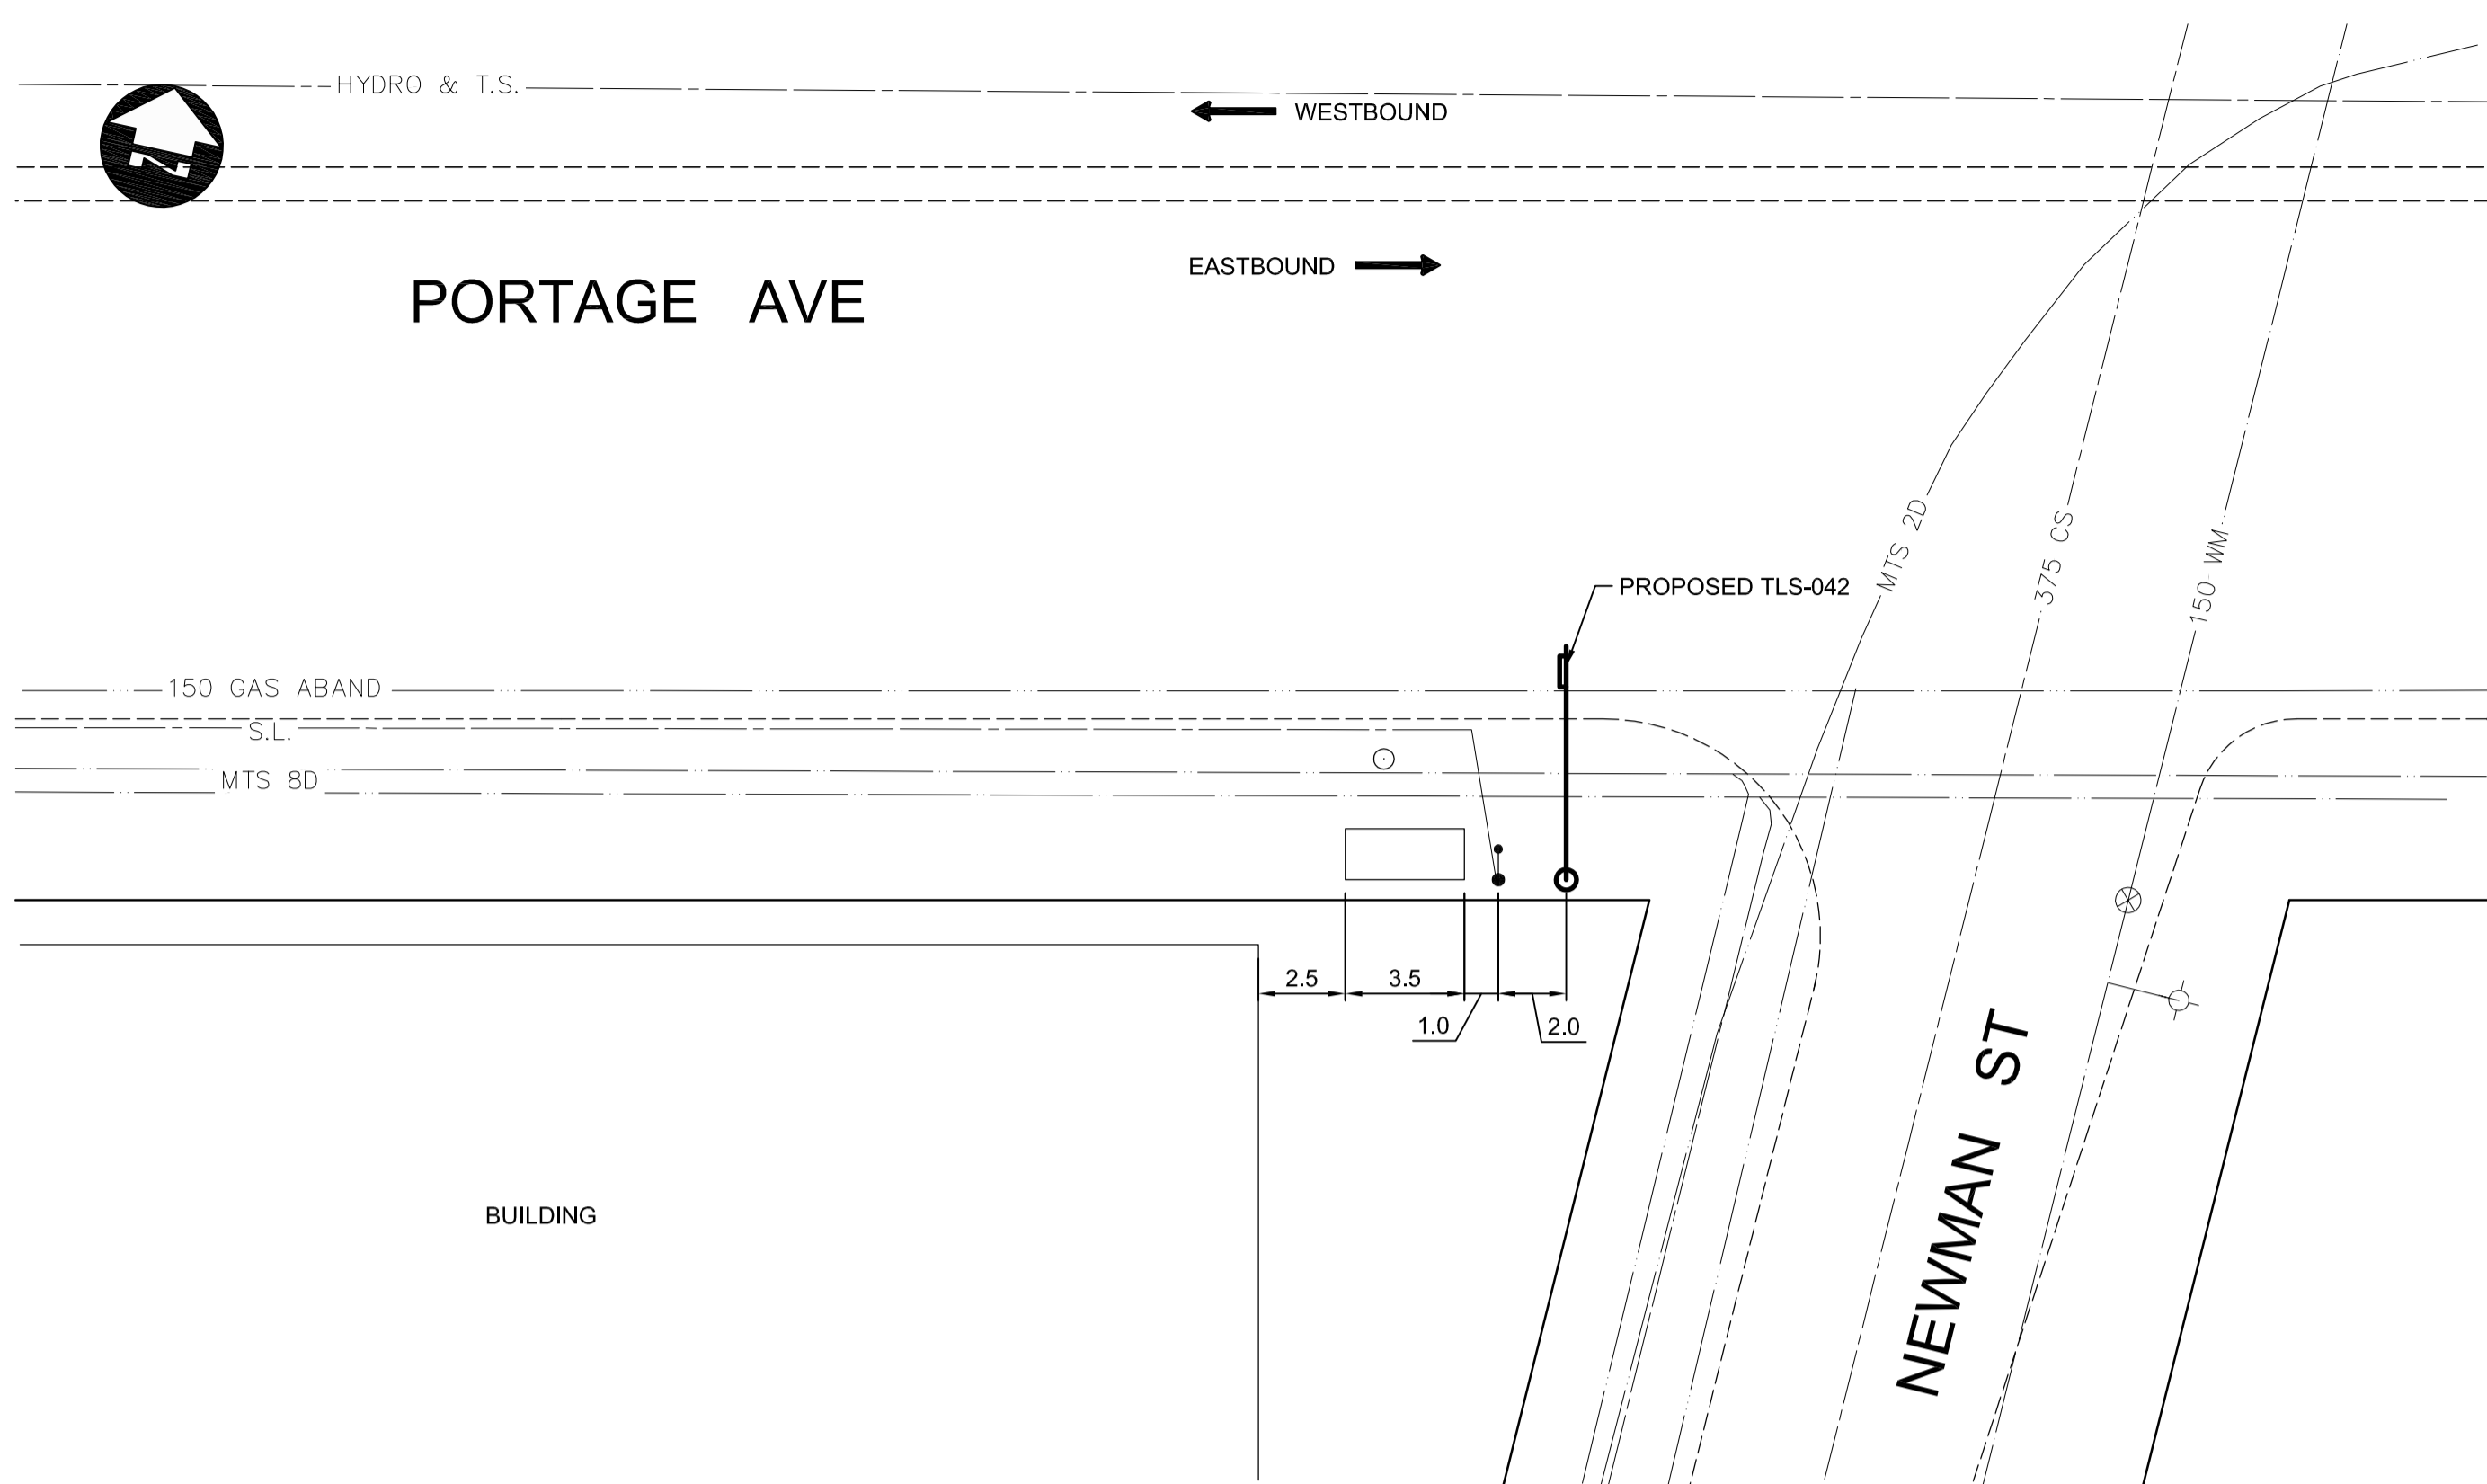 HYDRO & T.S.
WESTBOUND
Z
EASTBOUND
PORTAGE AVE
MTS 2D
375 CS
150 WM
PROPOSED TLS-042
150 GAS ABAND
S.L.
MTS 8D
2.5
3.5
1.0
2.0
NEWMAN ST
BUILDING